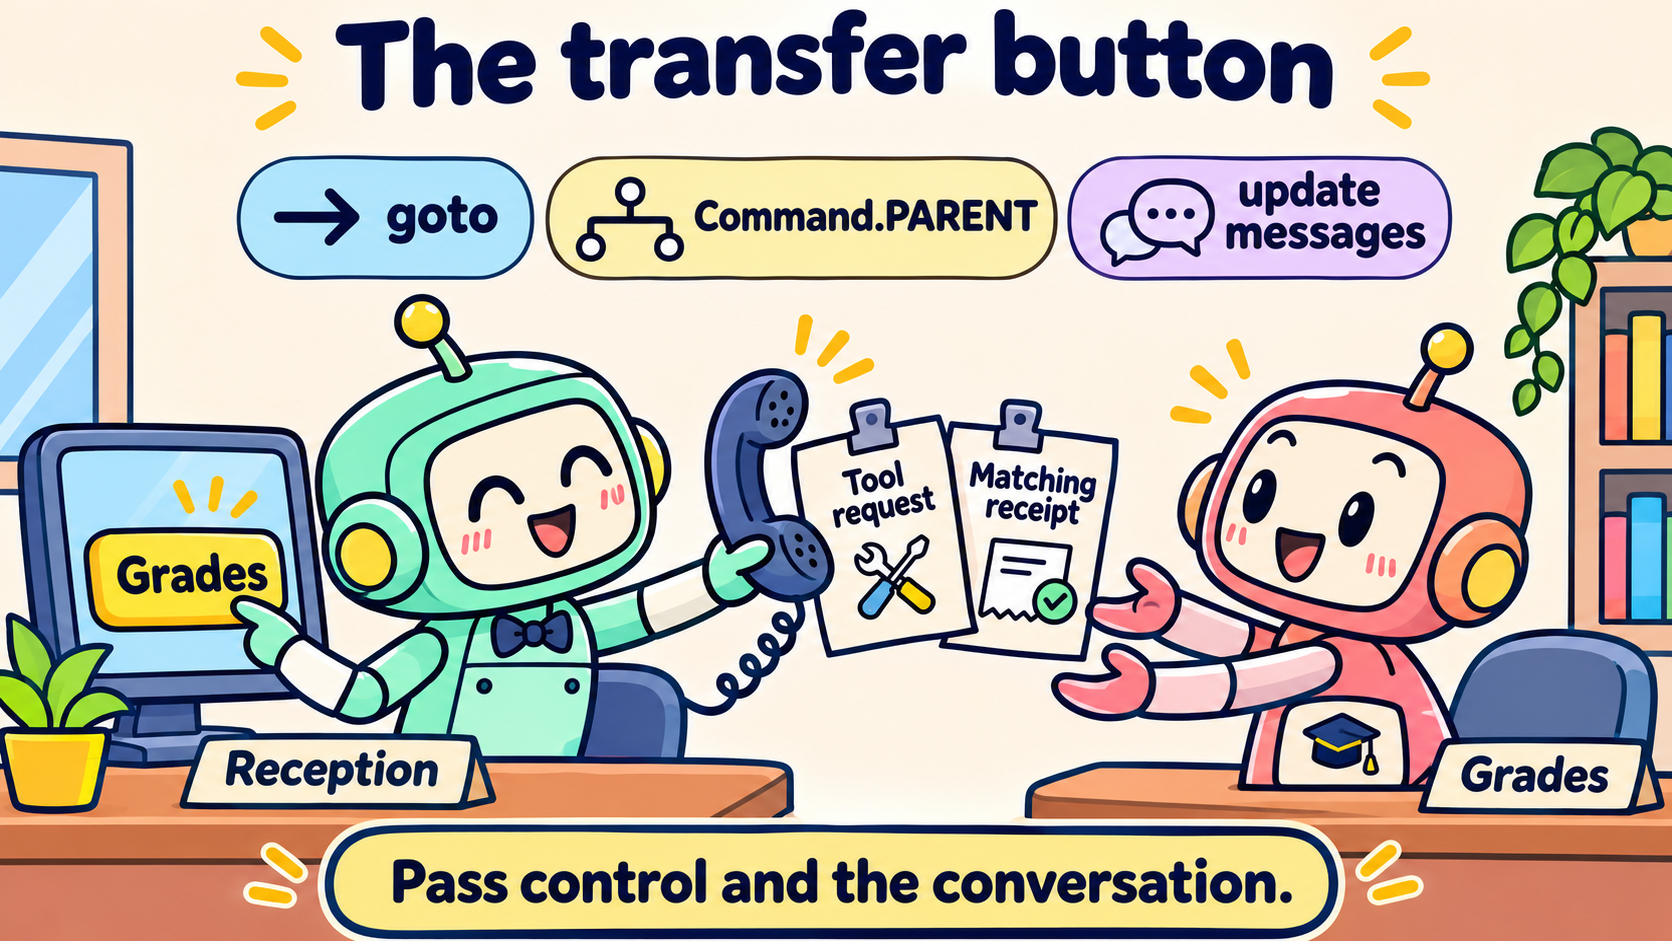 The transfer button
goto
Command.PARENT
update
messages
Grades
Tool
request
Matching
receipt
Reception
Grades
Pass control and the conversation.